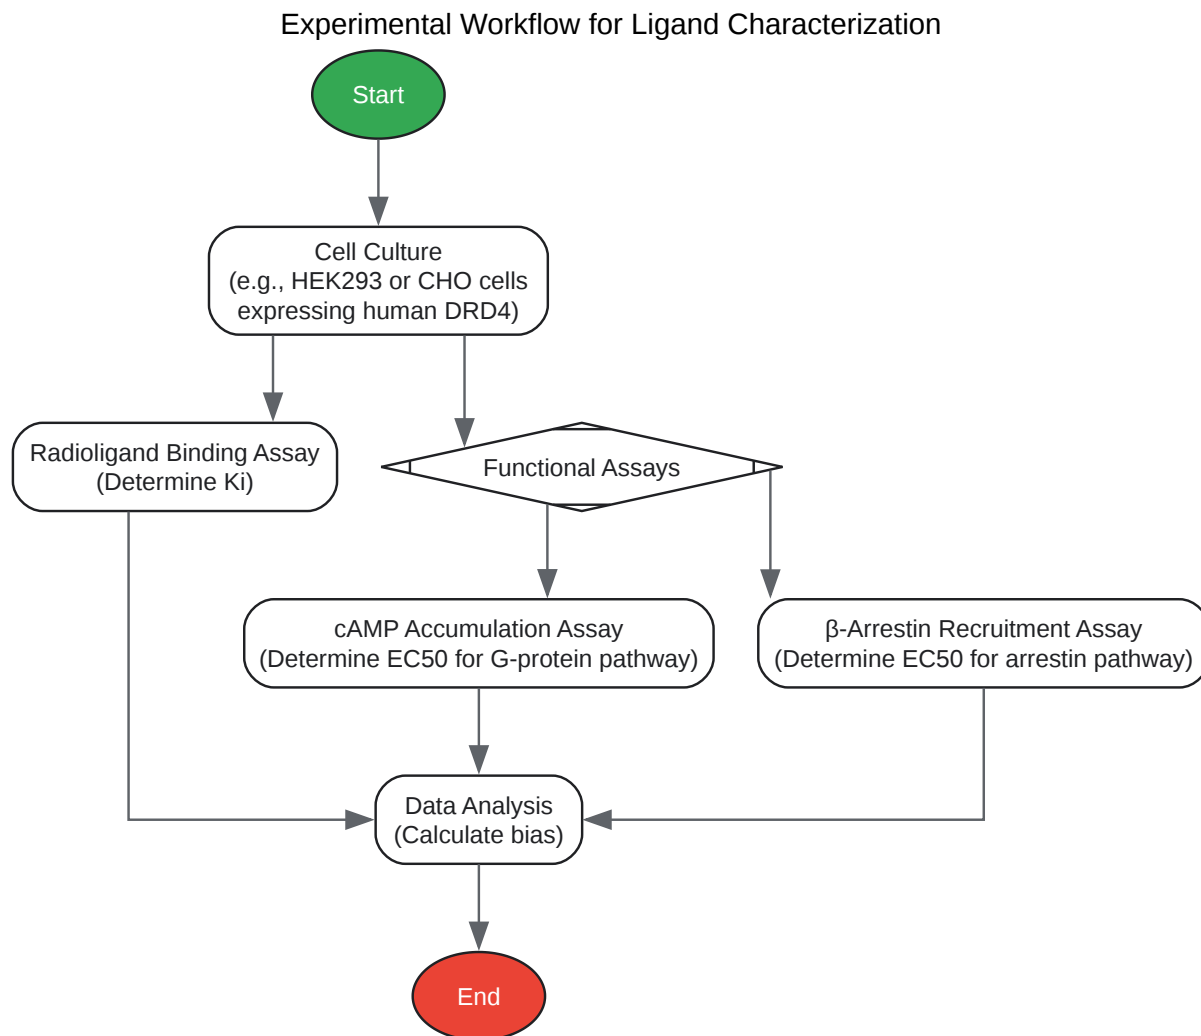 Experimental Workflow for Ligand Characterization
Start
Cell Culture
(e.g., HEK293 or CHO cells
expressing human DRD4)
Radioligand Binding Assay
(Determine Ki)
Functional Assays
cAMP Accumulation Assay
(Determine EC50 for G-protein pathway)
β-Arrestin Recruitment Assay
(Determine EC50 for arrestin pathway)
Data Analysis
(Calculate bias)
End